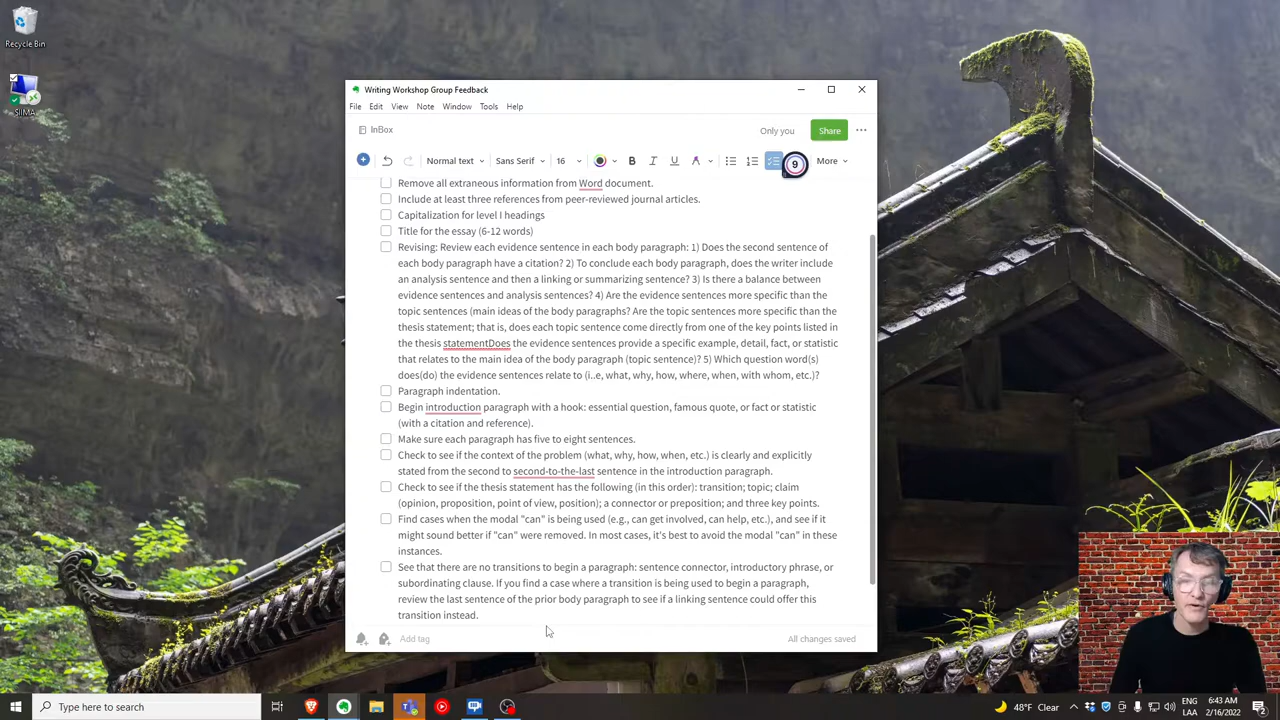 Recycle Bin
SIIMA
Writing Workshop Group Feedback
File Edit View Note Window Tools Help
InBox
Only you
Share
Normal text
Sans Serif
16
9
More
Remove all extraneous information from Word document.
Include at least three references from peer-reviewed journal articles.
Capitalization for level I headings
Title for the essay (6-12 words)
Revising: Review each evidence sentence in each body paragraph: 1) Does the second sentence of
each body paragraph have a citation? 2) To conclude each body paragraph, does the writer include
an analysis sentence and then a linking or summarizing sentence? 3) Is there a balance between
evidence sentences and analysis sentences? 4) Are the evidence sentences more specific than the
topic sentences (main ideas of the body paragraphs? Are the topic sentences more specific than the
thesis statement; that is, does each topic sentence come directly from one of the key points listed in
the thesis statementDoes the evidence sentences provide a specific example, detail, fact, or statistic
that relates to the main idea of the body paragraph (topic sentence)? 5) Which question word(s)
does(do) the evidence sentences relate to (i..e, what, why, how, where, when, with whom, etc.)?
Paragraph indentation.
Begin introduction paragraph with a hook: essential question, famous quote, or fact or statistic
(with a citation and reference).
Make sure each paragraph has five to eight sentences.
Check to see if the context of the problem (what, why, how, when, etc.) is clearly and explicitly
stated from the second to second-to-the-last sentence in the introduction paragraph.
Check to see if the thesis statement has the following (in this order): transition; topic; claim
(opinion, proposition, point of view, position); a connector or preposition; and three key points.
Find cases when the modal "can" is being used (e.g., can get involved, can help, etc.), and see if it
might sound better if "can" were removed. In most cases, it's best to avoid the modal "can" in these
instances.
See that there are no transitions to begin a paragraph: sentence connector, introductory phrase, or
subordinating clause. If you find a case where a transition is being used to begin a paragraph,
review the last sentence of the prior body paragraph to see if a linking sentence could offer this
transition instead.
Add tag
All changes saved
Type here to search
48°F Clear
ENG
LAA
6:43 AM
2/16/2022